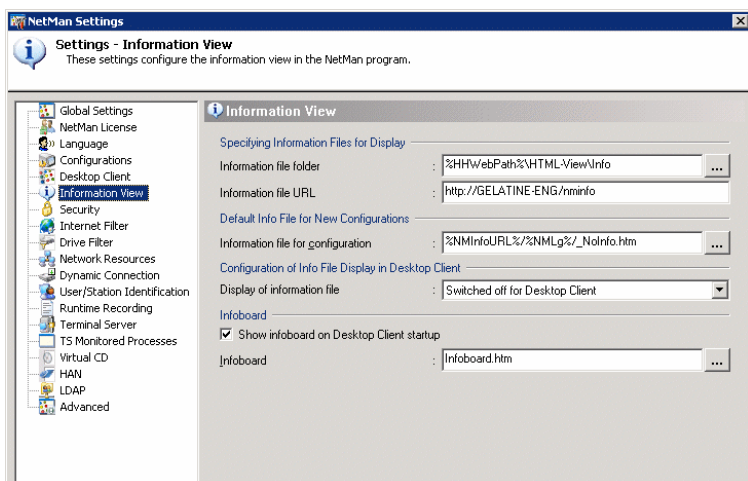 NetMan Settings
Settings - Information View
These settings configure the information view in the NetMan program.
Global Settings
NetMan License
Language
Configurations
Desktop Client
Information View
Security
Internet Filter
Drive Filter
Network Resources
Dynamic Connection
User/Station Identification
Runtime Recording
Terminal Server
TS Monitored Processes
Virtual CD
HAN
LDAP
Advanced
Information View
Specifying Information Files for Display
Information file folder : %HHWebPath%\HTML-View\Info ...
Information file URL : http://GELATINE-ENG/nminfo
Default Info File for New Configurations
Information file for configuration : %NMInfoURL%/%NMLg%/_NoInfo.htm ...
Configuration of Info File Display in Desktop Client
Display of information file : Switched off for Desktop Client
Infoboard
Show infoboard on Desktop Client startup
Infoboard : Infoboard.htm ...